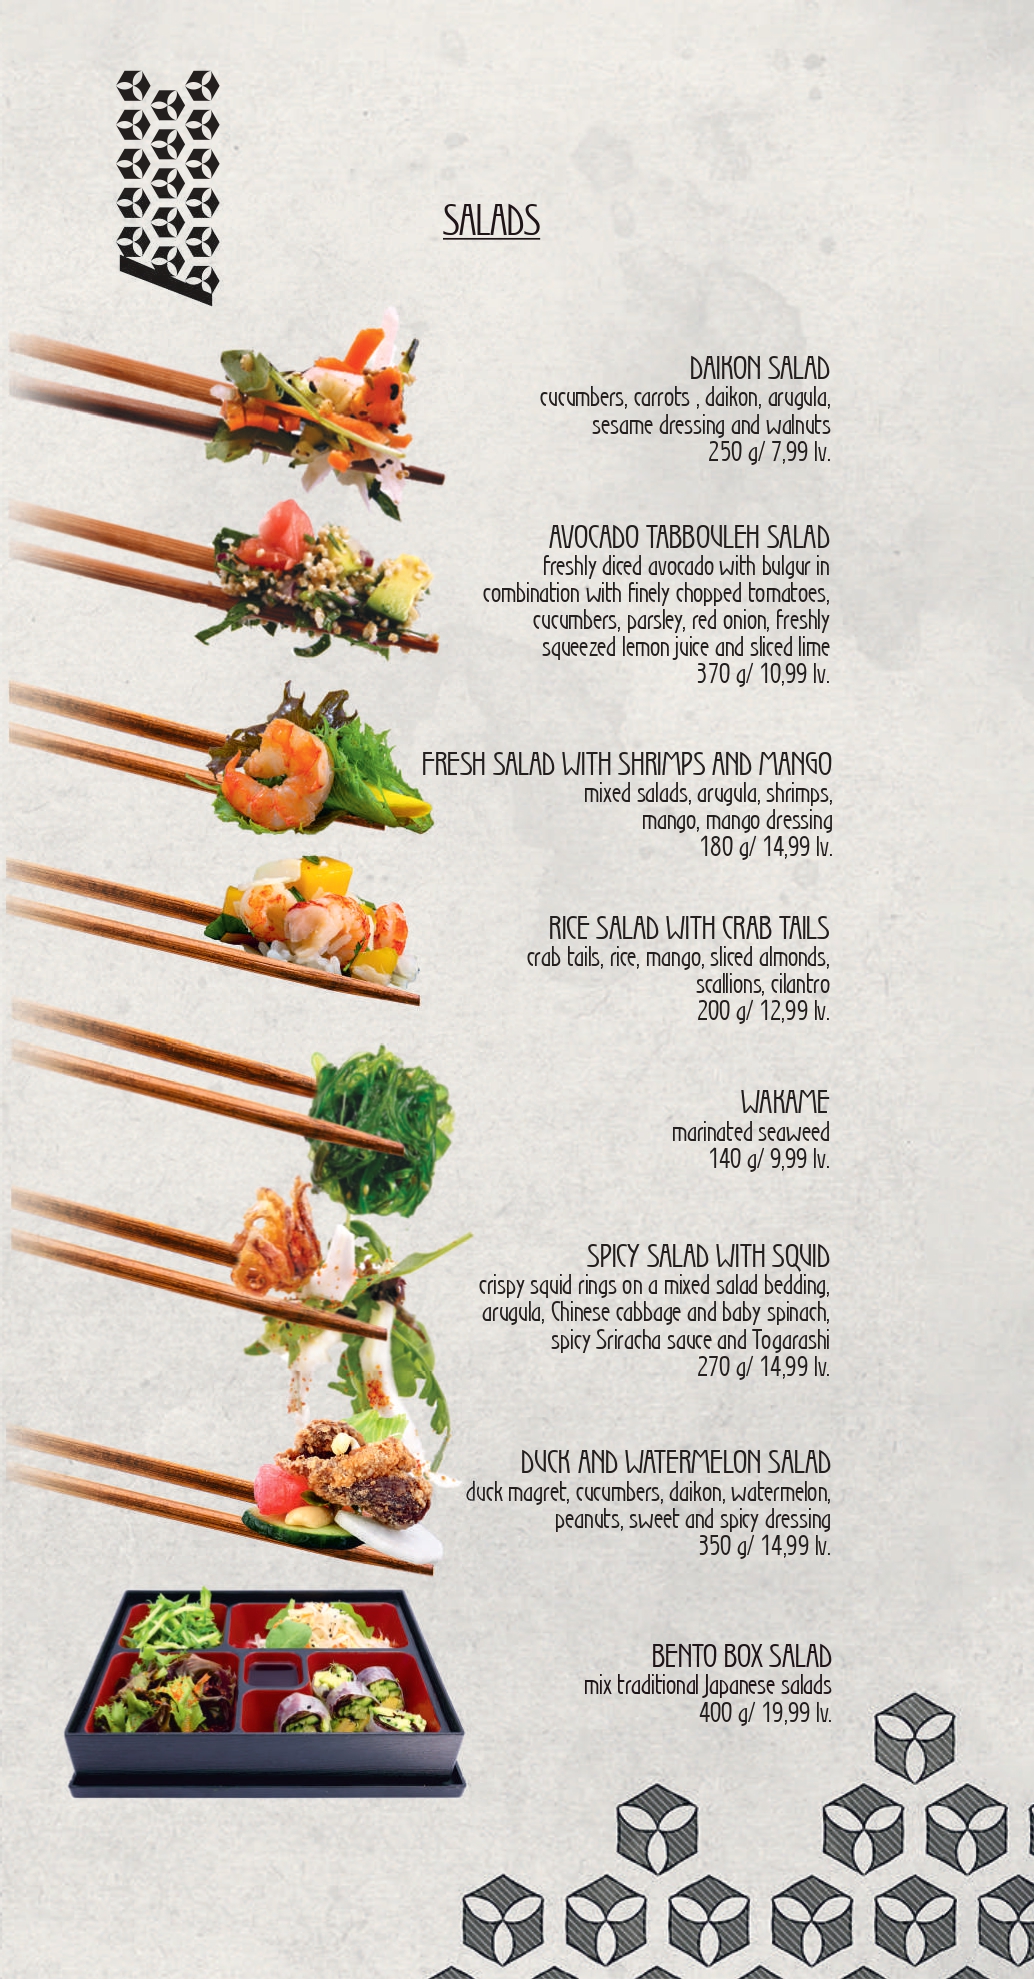 SALADS
DAIKON SALAD
cucumbers, carrots , daikon, arugula,
sesame dressing and walnuts
250 g/ 7,99 lv.
AVOCADO TABBOULEH SALAD
freshly diced avocado with bulgur in
combination with finely chopped tomatoes,
cucumbers, parsley, red onion, freshly
squeezed lemon juice and sliced lime
370 g/ 10,99 lv.
FRESH SALAD WITH SHRIMPS AND MANGO
mixed salads, arugula, shrimps,
mango, mango dressing
180 g/ 14,99 lv.
RICE SALAD WITH CRAB TAILS
crab tails, rice, mango, sliced almonds,
scallions, cilantro
200 g/ 12,99 lv.
WAKAME
marinated seaweed
140 g/ 9,99 lv.
SPICY SALAD WITH SQUID
crispy squid rings on a mixed salad bedding,
arugula, Chinese cabbage and baby spinach,
spicy Sriracha sauce and Togarashi
270 g/ 14,99 lv.
DUCK AND WATERMELON SALAD
duck magret, cucumbers, daikon, watermelon,
peanuts, sweet and spicy dressing
350 g/ 14,99 lv.
BENTO BOX SALAD
mix traditional Japanese salads
400 g/ 19,99 lv.